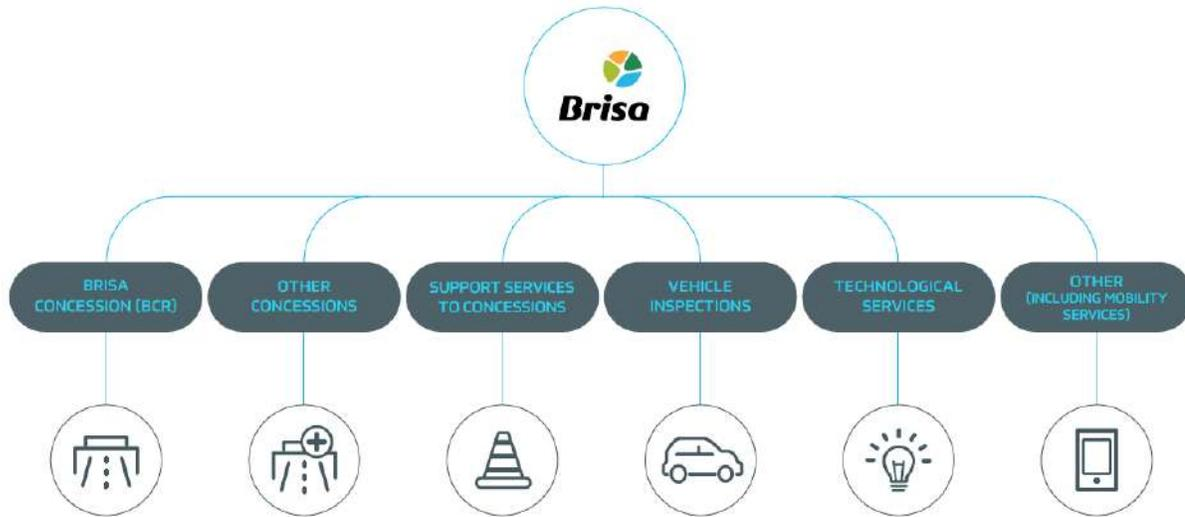 Brisa
BRISA
CONCESSION (BCR)
OTHER
CONCESSIONS
SUPPORT SERVICES
TO CONCESSIONS
VEHICLE
INSPECTIONS
TECHNOLOGICAL
SERVICES
OTHER
(INCLUDING MOBILITY
SERVICES)